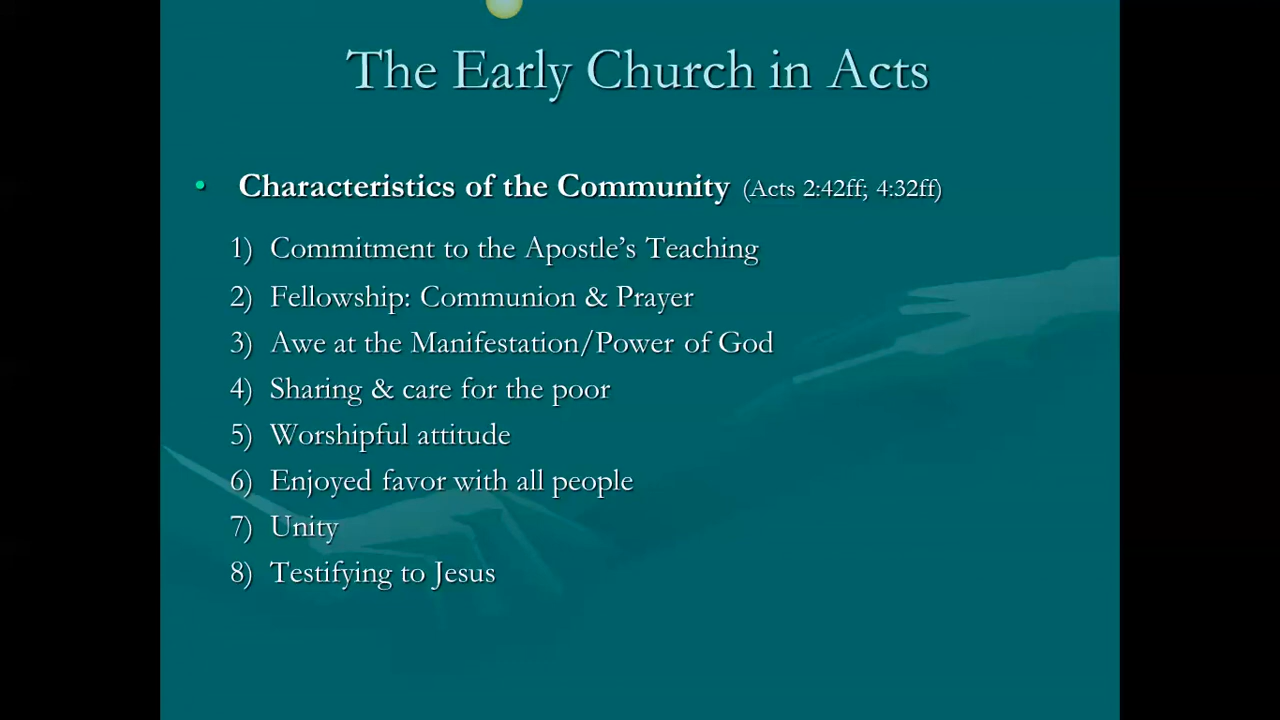 The Early Church in Acts
• Characteristics of the Community (Acts 2:42ff; 4:32ff)
1) Commitment to the Apostle’s Teaching
2) Fellowship: Communion & Prayer
3) Awe at the Manifestation/Power of God
4) Sharing & care for the poor
5) Worshipful attitude
6) Enjoyed favor with all people
7) Unity
8) Testifying to Jesus